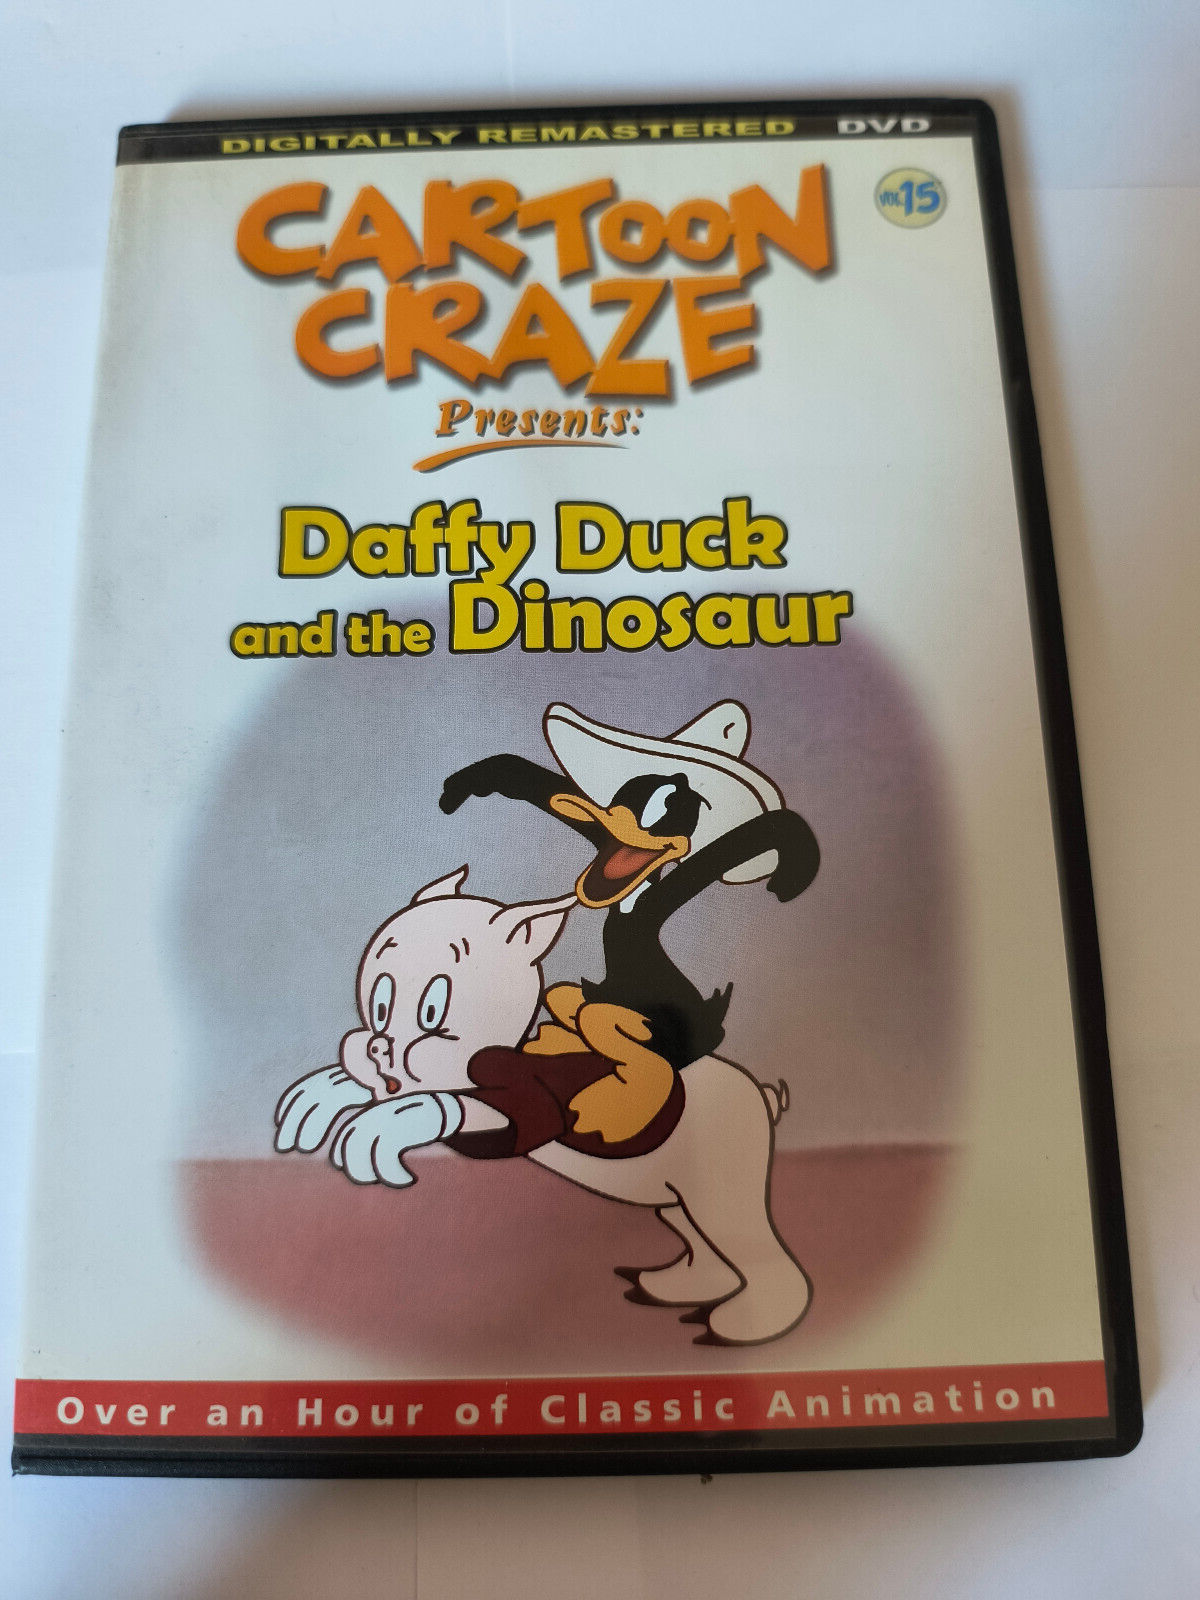 DIGITALLY REMASTERED DVD
VOL. 15
CARTOON
CRAZE
Presents:
Daffy Duck
and the Dinosaur
Over an Hour of Classic Animation